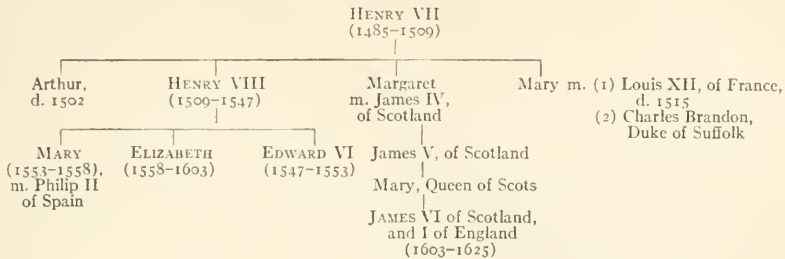 HENRY VII
(1485-1509)
Arthur,
d. 1502
HENRY VIII
(1509-1547)
Margaret
m. James IV,
of Scotland
Mary m. (1) Louis XII, of France,
d. 1515
(2) Charles Brandon,
Duke of Suffolk
MARY
(1553-1558),
m. Philip II
of Spain
ELIZABETH
(1558-1603)
EDWARD VI
(1547-1553)
James V, of Scotland
Mary, Queen of Scots
JAMES VI of Scotland,
and I of England
(1603-1625)